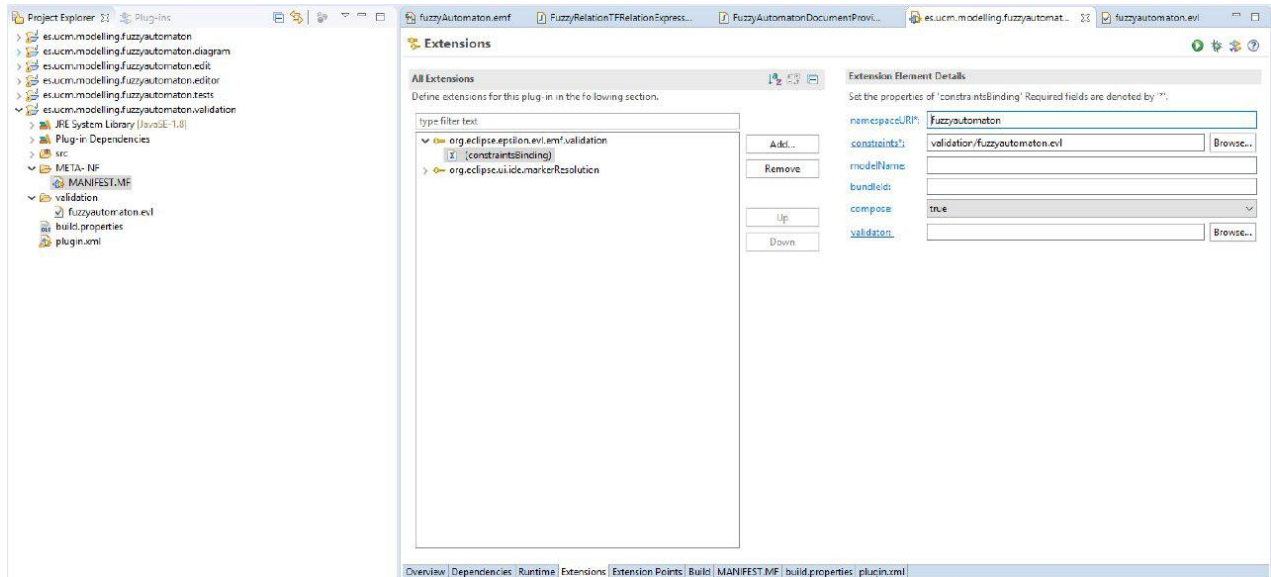 Project Explorer
Plug-ins
es.ucm.modelling.fuzzyautomaton
es.ucm.modelling.fuzzyautomaton.diagram
es.ucm.modelling.fuzzyautomaton.edit
es.ucm.modelling.fuzzyautomaton.editor
es.ucm.modelling.fuzzyautomaton.tests
es.ucm.modelling.fuzzyautomaton.validation
JRE System Library [JavaSE-1.8]
Plug-in Dependencies
src
META-INF
MANIFEST.MF
validation
fuzzyautomaton.evl
build.properties
plugin.xml
fuzzyAutomaton.emf
FuzzyRelationTFRelationExpress...
FuzzyAutomatonDocumentProvi...
es.ucm.modelling.fuzzyautomat...
fuzzyautomaton.evl
Extensions
All Extensions
Define extensions for this plug-in in the following section.
type filter text
org.eclipse.epsilon.evl.emf.validation
(constraintsBinding)
org.eclipse.ui.ide.markerResolution
Add...
Remove
Up
Down
Extension Element Details
Set the properties of 'constraintsBinding' Required fields are denoted by '*'.
namespaceURI*: fuzzyautomaton
constraints*: validation/fuzzyautomaton.evl Browse...
modelName:
bundleId:
compose: true
validator: Browse...
Overview Dependencies Runtime Extensions Extension Points Build MANIFEST.MF build.properties plugin.xml